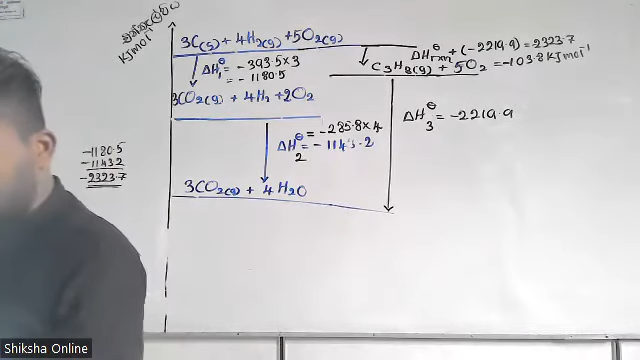 KJmol⁻¹
3C(s) + 4H₂(g) + 5O₂(g)
ΔH₁^θ = -393.5 × 3
= -1180.5
ΔH^θrxn + (-2219.9) = 2323.7
C₃H₈(g) + 5O₂ = -103.8 KJmol⁻¹
3CO₂(g) + 4H₂ + 2O₂
ΔH₂^θ = -285.8 × 4
= -1143.2
ΔH₃^θ = -2219.9
-1180.5
-1143.2
-2323.7
3CO₂(g) + 4H₂O
Shiksha Online